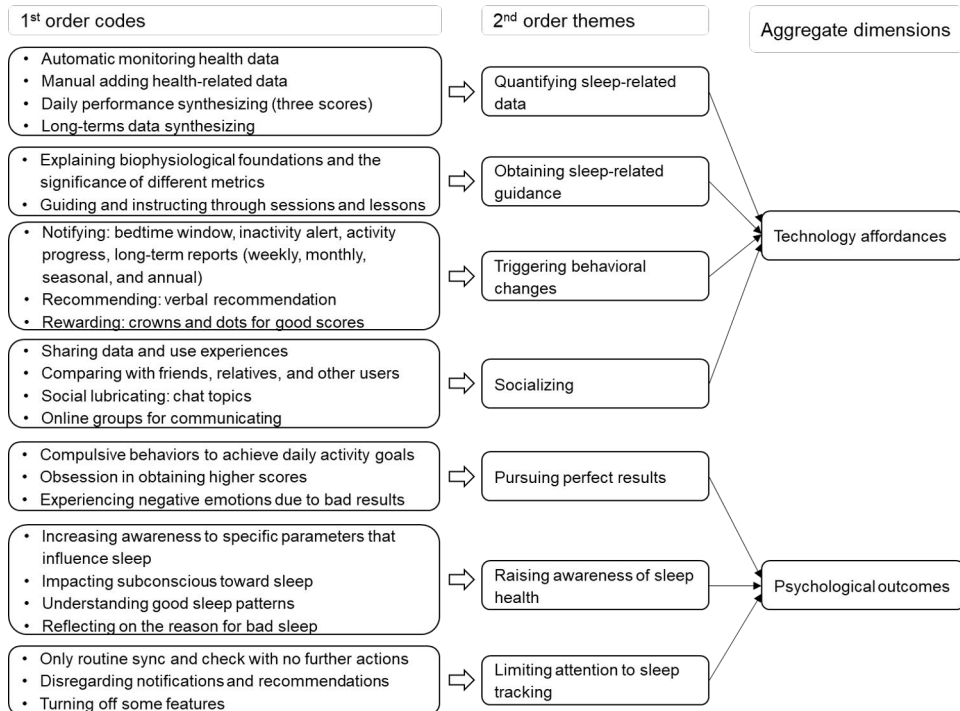 1st order codes
2nd order themes
Aggregate dimensions
• Automatic monitoring health data
• Manual adding health-related data
• Daily performance synthesizing (three scores)
• Long-terms data synthesizing
Quantifying sleep-related
data
• Explaining biophysiological foundations and the
significance of different metrics
• Guiding and instructing through sessions and lessons
Obtaining sleep-related
guidance
• Notifying: bedtime window, inactivity alert, activity
progress, long-term reports (weekly, monthly,
seasonal, and annual)
• Recommending: verbal recommendation
• Rewarding: crowns and dots for good scores
Triggering behavioral
changes
• Sharing data and use experiences
• Comparing with friends, relatives, and other users
• Social lubricating: chat topics
• Online groups for communicating
Socializing
Technology affordances
• Compulsive behaviors to achieve daily activity goals
• Obsession in obtaining higher scores
• Experiencing negative emotions due to bad results
Pursuing perfect results
• Increasing awareness to specific parameters that
influence sleep
• Impacting subconscious toward sleep
• Understanding good sleep patterns
• Reflecting on the reason for bad sleep
Raising awareness of sleep
health
• Only routine sync and check with no further actions
• Disregarding notifications and recommendations
• Turning off some features
Limiting attention to sleep
tracking
Psychological outcomes